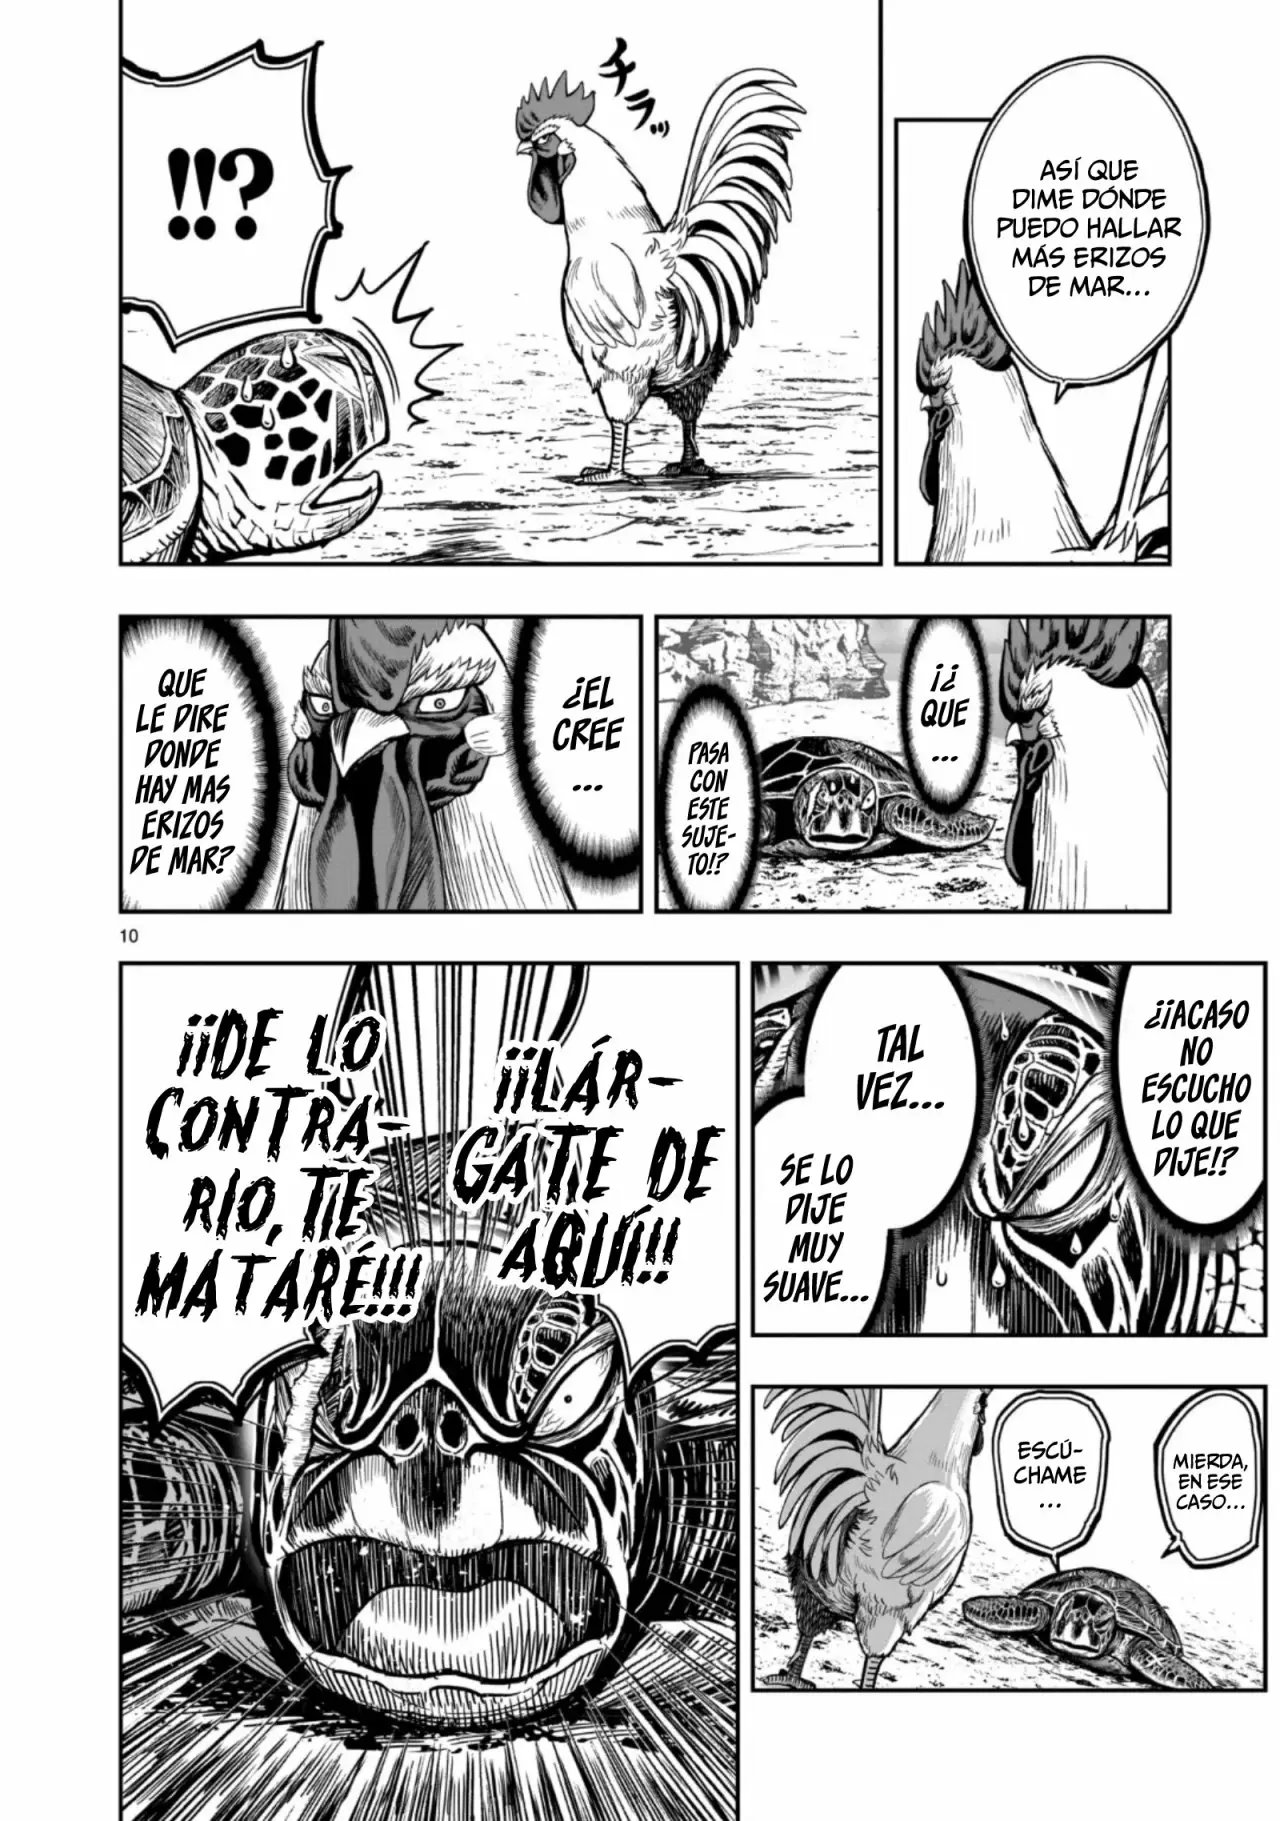 ASÍ QUE
DIME DÓNDE
PUEDO HALLAR
MÁS ERIZOS
DE MAR...
チラッ
!!?
¡¿
QUE
...
PASA
CON
ESTE
SUJE-
TO!?
¿EL
CREE
...
QUE
LE DIRE
DONDE
HAY MAS
ERIZOS
DE MAR?
10
¿¡¡ACASO
NO
ESCUCHO
LO QUE
DIJE!?
TAL
VEZ...
SE LO
DIJE
MUY
SUAVE...
MIERDA,
EN ESE
CASO...
ESCÚ-
CHAME
...
¡¡LÁR-
GATE DE
AQUÍ!!!
¡¡DE LO
CONTRA-
RIO, TE
MATARÉ!!!